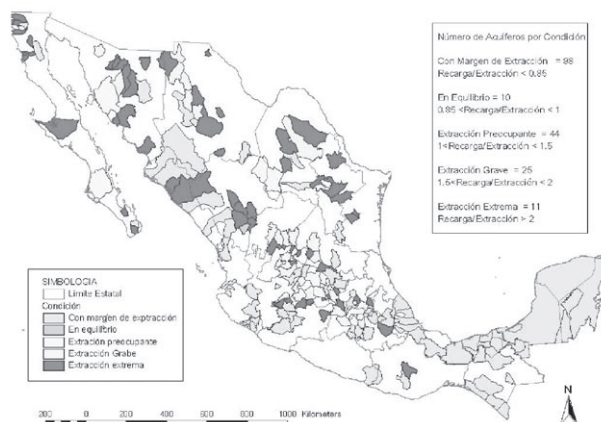 Número de Acuíferos por Condición
Con Margen de Extracción = 98
Recarga/Extracción < 0.85
En Equilibrio = 10
0.85 <Recarga/Extracción < 1
Extracción Preocupante = 44
1<Recarga/Extracción < 1.5
Extracción Grave = 25
1.5<Recarga/Extracción < 2
Extracción Extrema = 11
Recarga/Extracción > 2
SIMBOLOGIA
Límite Estatal
Condición
Con margen de exptracción
En equilibrio
Extración preocupante
Extracción Grabe
Extracción extrema
N
200 0 200 400 600 800 1000 Kilometers